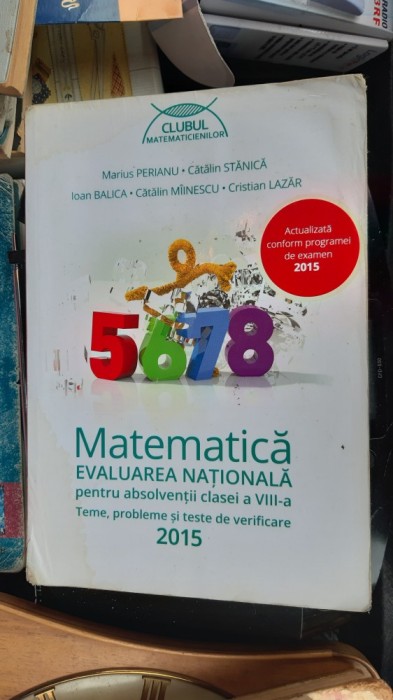 CLUBUL
MATEMATICIENILOR
Marius PERIANU • Cătălin STĂNICĂ
Ioan BALICA • Cătălin MÎINESCU • Cristian LAZĂR
Actualizată
conform programei
de examen
2015
5678
Matematică
EVALUAREA NAȚIONALĂ
pentru absolvenții clasei a VIII-a
Teme, probleme și teste de verificare
2015
RADIO